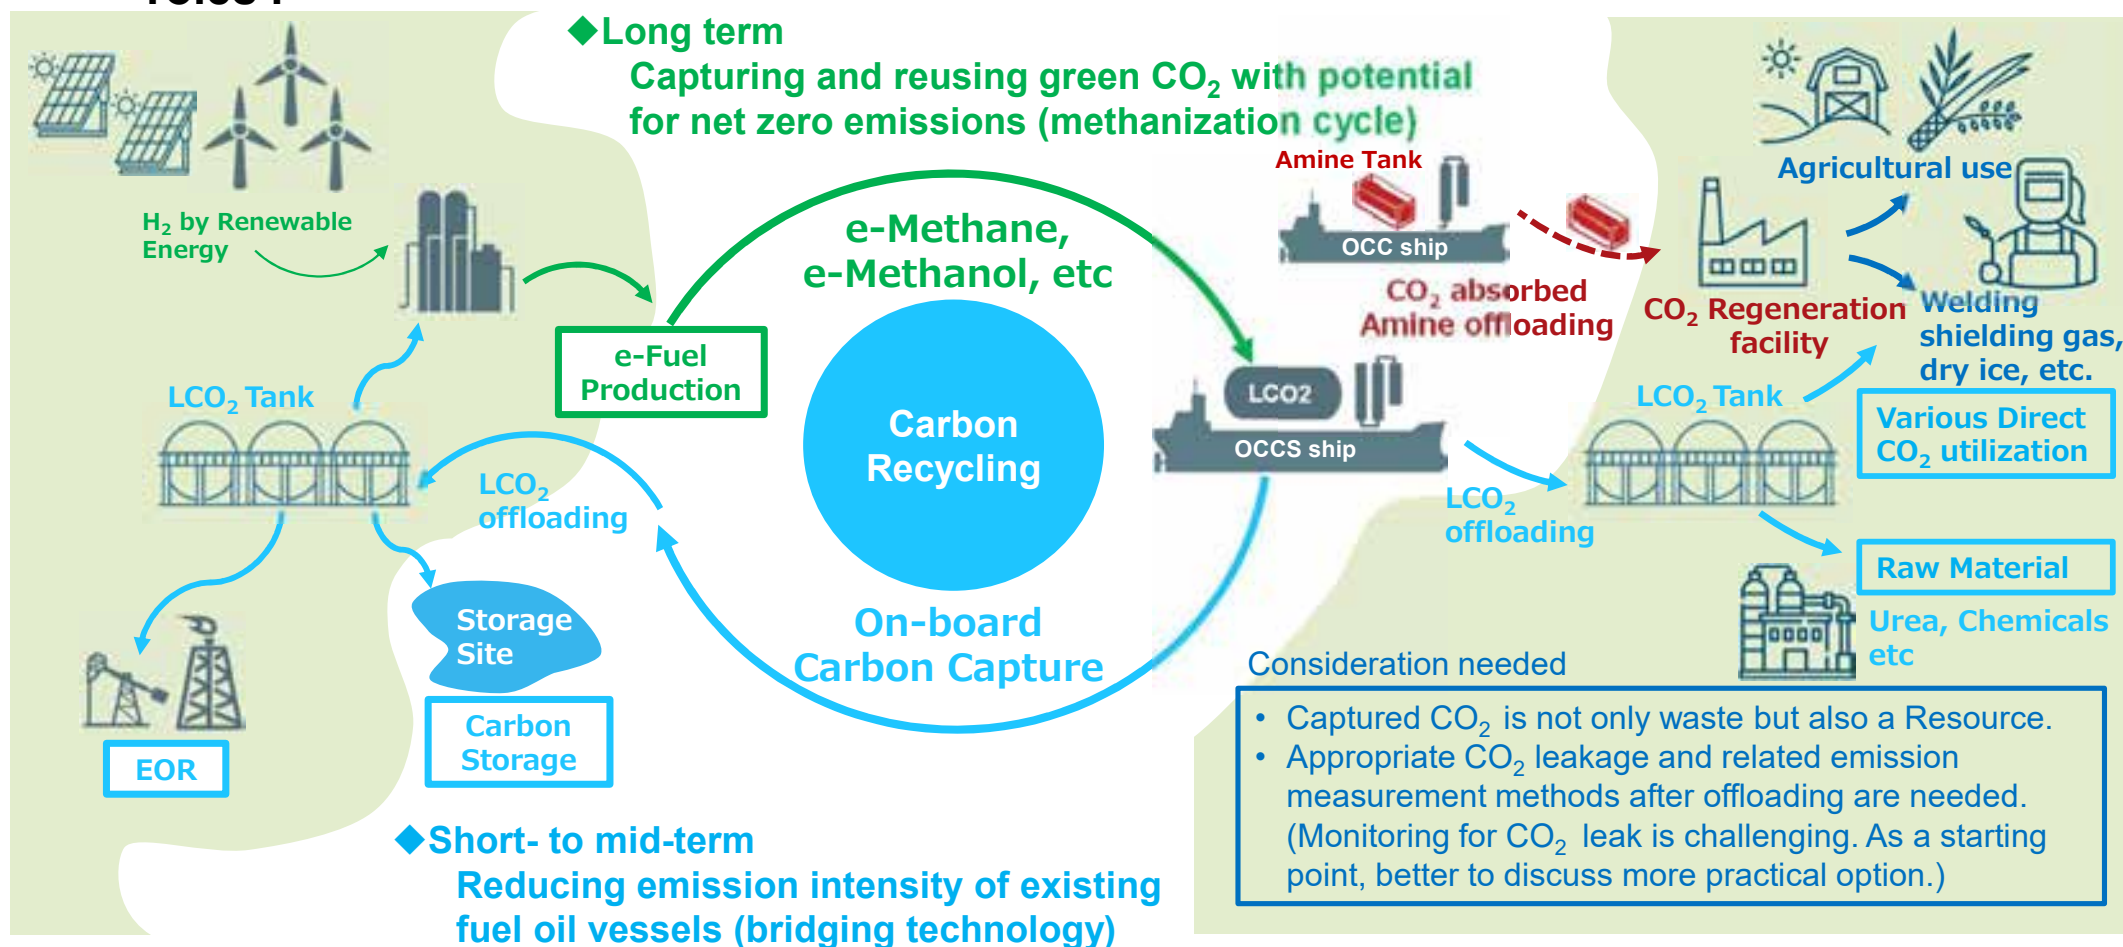 ◆Long term
Capturing and reusing green CO₂ with potential
for net zero emissions (methanization cycle)
H₂ by Renewable
Energy
e-Methane,
e-Methanol, etc
e-Fuel
Production
Carbon
Recycling
On-board
Carbon Capture
LCO₂ Tank
LCO₂
offloading
Storage
Site
Carbon
Storage
EOR
Amine Tank
OCC ship
CO₂ absorbed
Amine offloading
LCO2
OCCS ship
LCO₂
offloading
CO₂ Regeneration
facility
Agricultural use
Welding
shielding gas,
dry ice, etc.
LCO₂ Tank
Various Direct
CO₂ utilization
Raw Material
Urea, Chemicals
etc
◆Short- to mid-term
Reducing emission intensity of existing
fuel oil vessels (bridging technology)
Consideration needed
• Captured CO₂ is not only waste but also a Resource.
• Appropriate CO₂ leakage and related emission
measurement methods after offloading are needed.
(Monitoring for CO₂ leak is challenging. As a starting
point, better to discuss more practical option.)